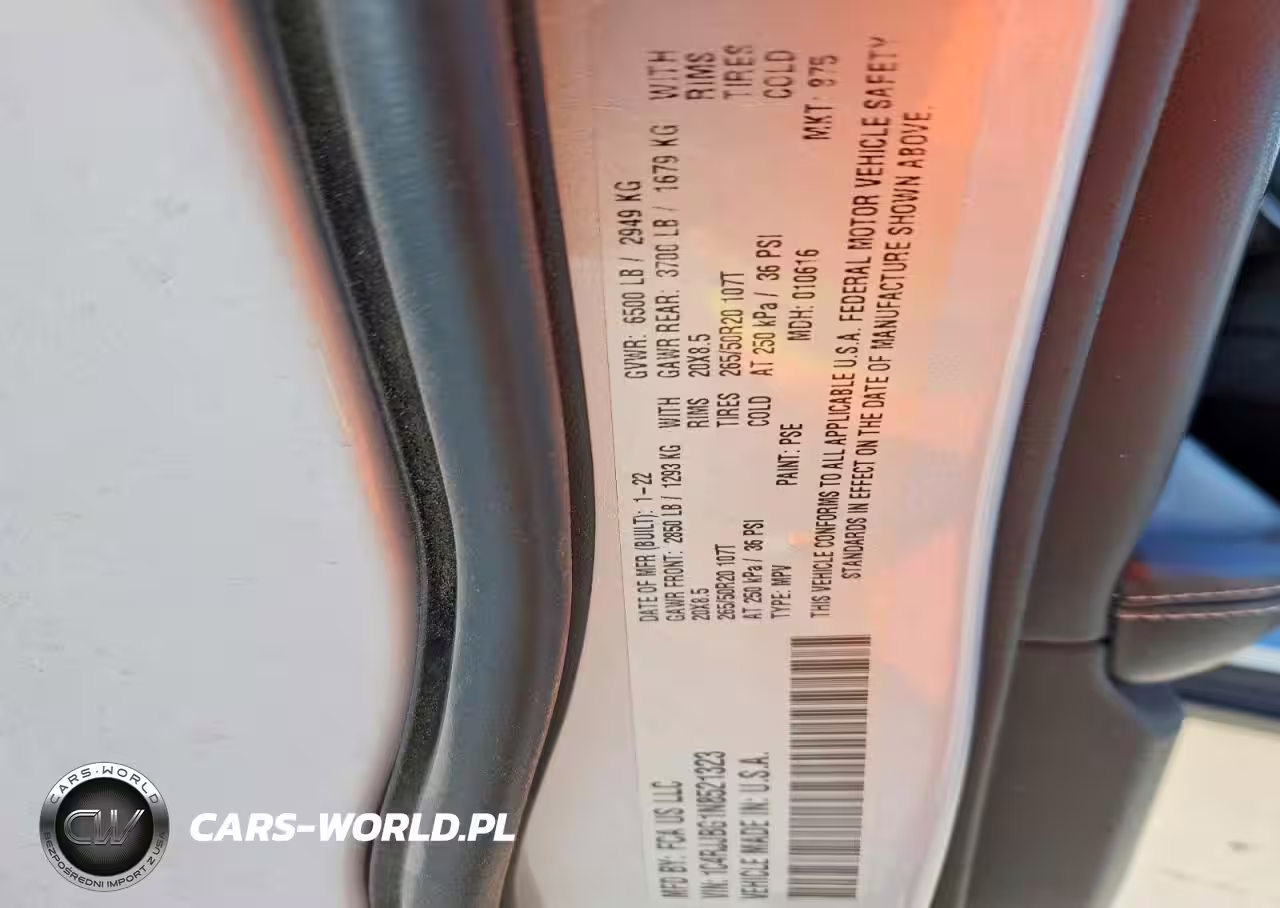 MFD BY: FCA US LLC
DATE OF MFR (BUILT): 1-22
GVWR: 6500 LB / 2949 KG
GAWR FRONT: 2850 LB / 1293 KG WITH
GAWR REAR: 3700 LB / 1679 KG WITH
20X8.5 RIMS
20X8.5 RIMS
265/50R20 107T TIRES
265/50R20 107T TIRES
AT 250 kPa / 36 PSI COLD
AT 250 kPa / 36 PSI COLD
VIN: 1C4RJJBG1N8521323
VEHICLE MADE IN: U.S.A.
TYPE: MPV PAINT: PSE MDH: 010616 MKT: 975
THIS VEHICLE CONFORMS TO ALL APPLICABLE U.S.A. FEDERAL MOTOR VEHICLE SAFETY
STANDARDS IN EFFECT ON THE DATE OF MANUFACTURE SHOWN ABOVE.
CARS-WORLD
CW
BEZPOŚREDNI IMPORT Z USA
CARS-WORLD.PL